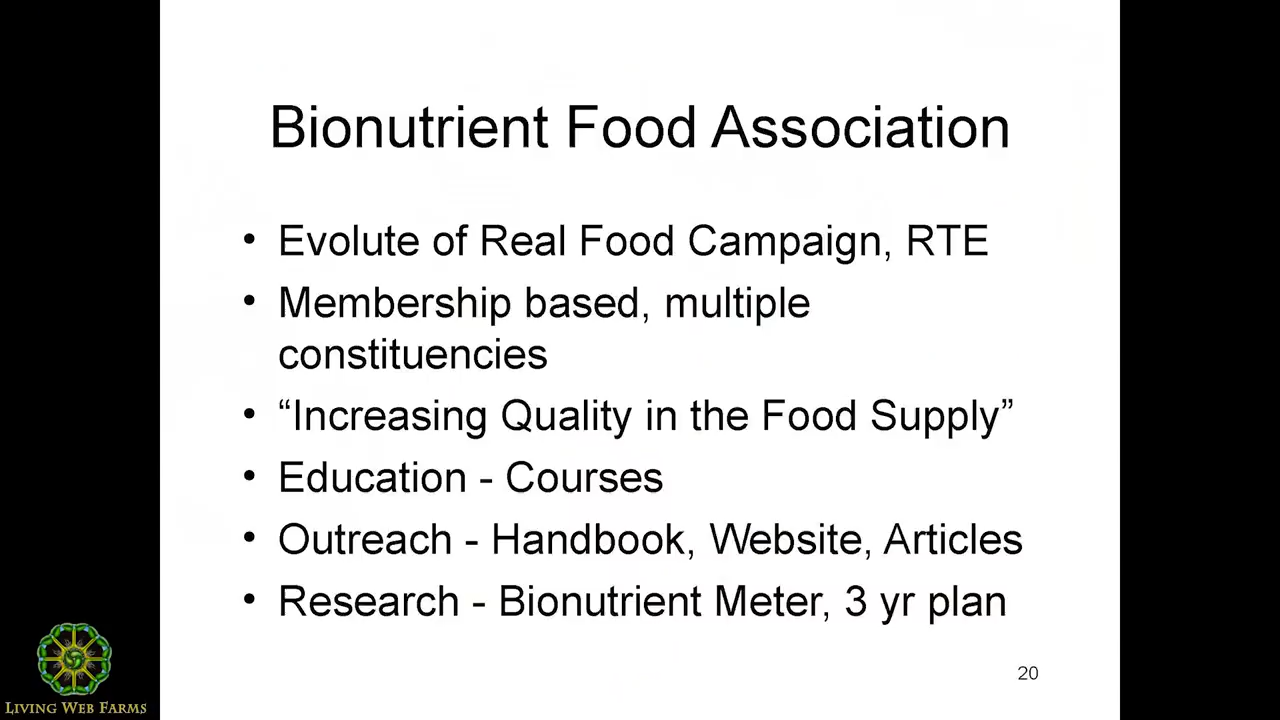 Bionutrient Food Association
• Evolute of Real Food Campaign, RTE
• Membership based, multiple
constituencies
• “Increasing Quality in the Food Supply”
• Education - Courses
• Outreach - Handbook, Website, Articles
• Research - Bionutrient Meter, 3 yr plan
20
LIVING WEB FARMS